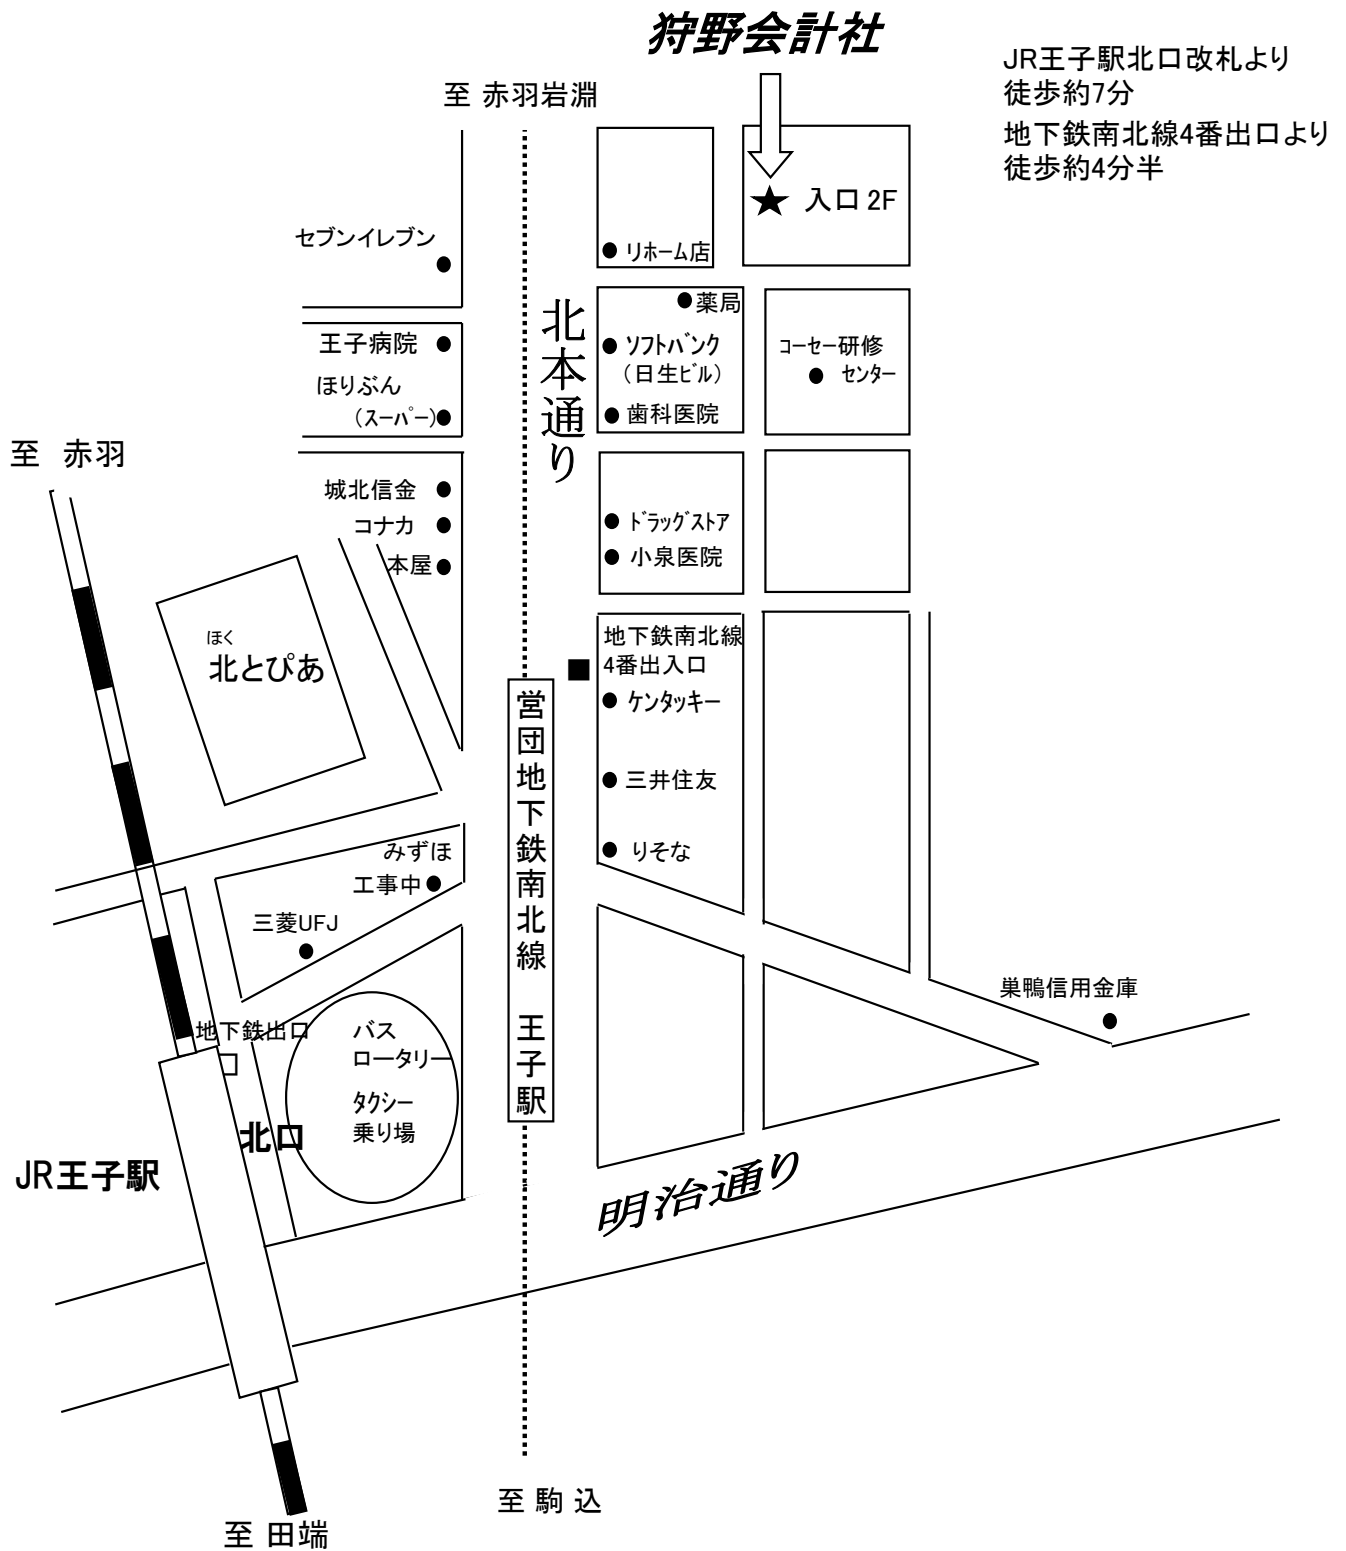 狩野会計社
JR王子駅北口改札より
徒歩約7分
地下鉄南北線4番出口より
徒歩約4分半
至 赤羽岩淵
入口 2F
セブンイレブン
リホーム店
北本通り
薬局
王子病院
ソフトバンク
(日生ビル)
コーセー研修
センター
ほりぶん
(スーパー)
歯科医院
至 赤羽
城北信金
コナカ
本屋
ドラッグストア
小泉医院
ほく
北とぴあ
地下鉄南北線
4番出入口
ケンタッキー
営団地下鉄南北線 王子駅
三井住友
みずほ
工事中
りそな
三菱UFJ
巣鴨信用金庫
地下鉄出口
バス
ロータリー
タクシー
乗り場
北口
JR王子駅
明治通り
至 駒込
至 田端